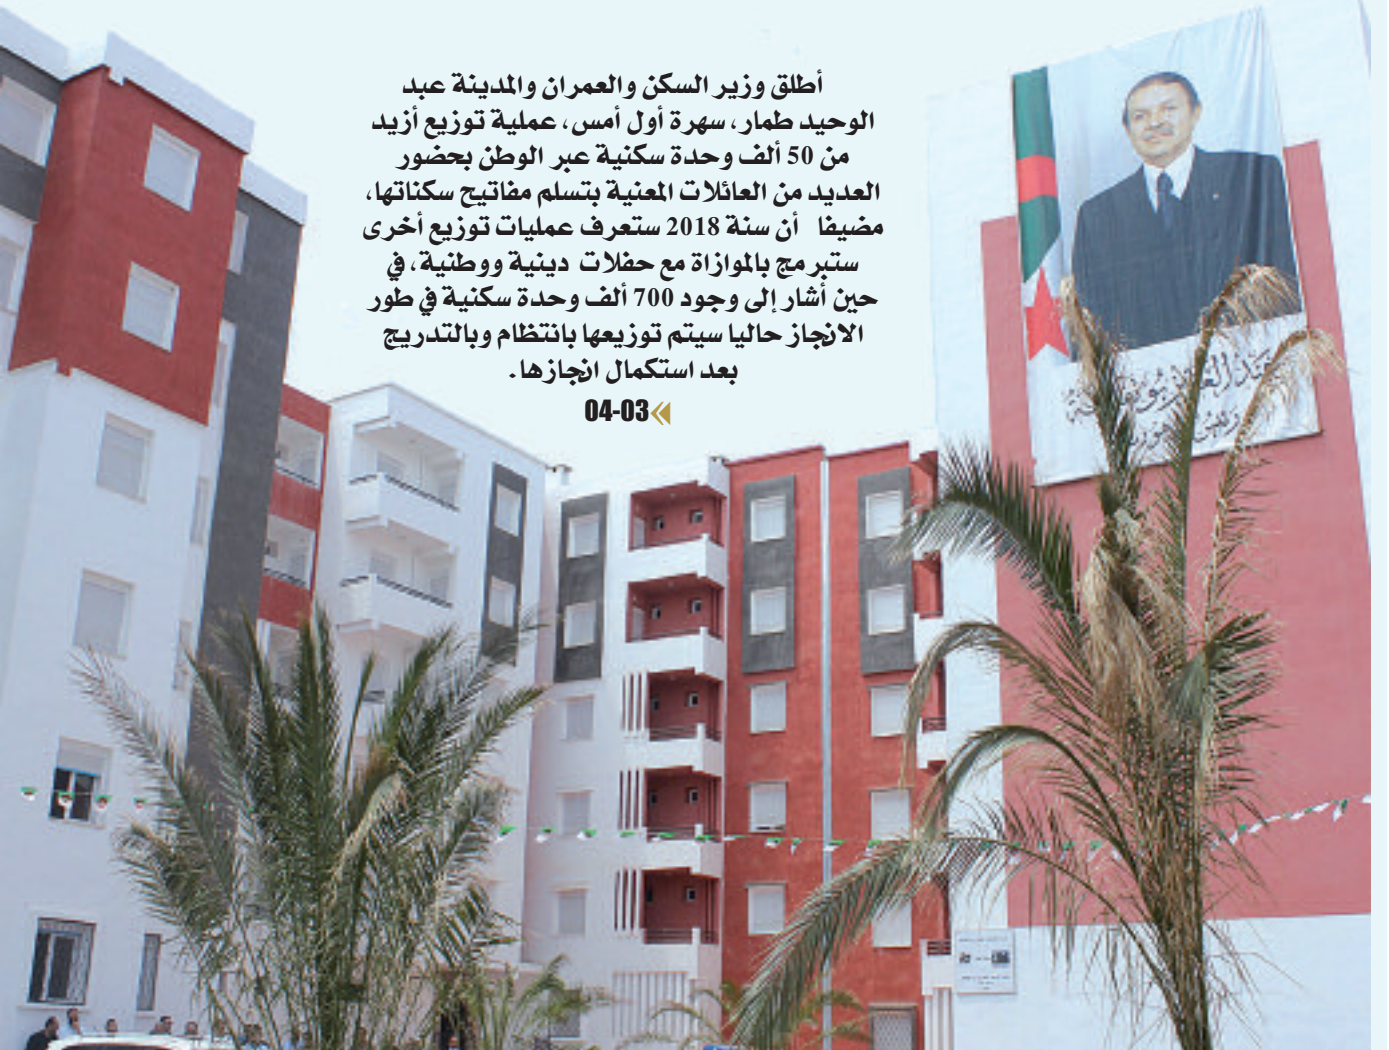 أطلق وزير السكن والعمران والمدينة عبد
الوحيد طمار، سهرة أول أمس، عملية توزيع أزيد
من 50 ألف وحدة سكنية عبر الوطن بحضور
العديد من العائلات المعنية بتسلم مفاتيح سكناتها،
مضيفا أن سنة 2018 ستعرف عمليات توزيع أخرى
ستبرمج بالموازاة مع حفلات دينية ووطنية، في
حين أشار إلى وجود 700 ألف وحدة سكنية في طور
الانجاز حاليا سيتم توزيعها بانتظام وبالتدريج
بعد استكمال انجازها.
04-03